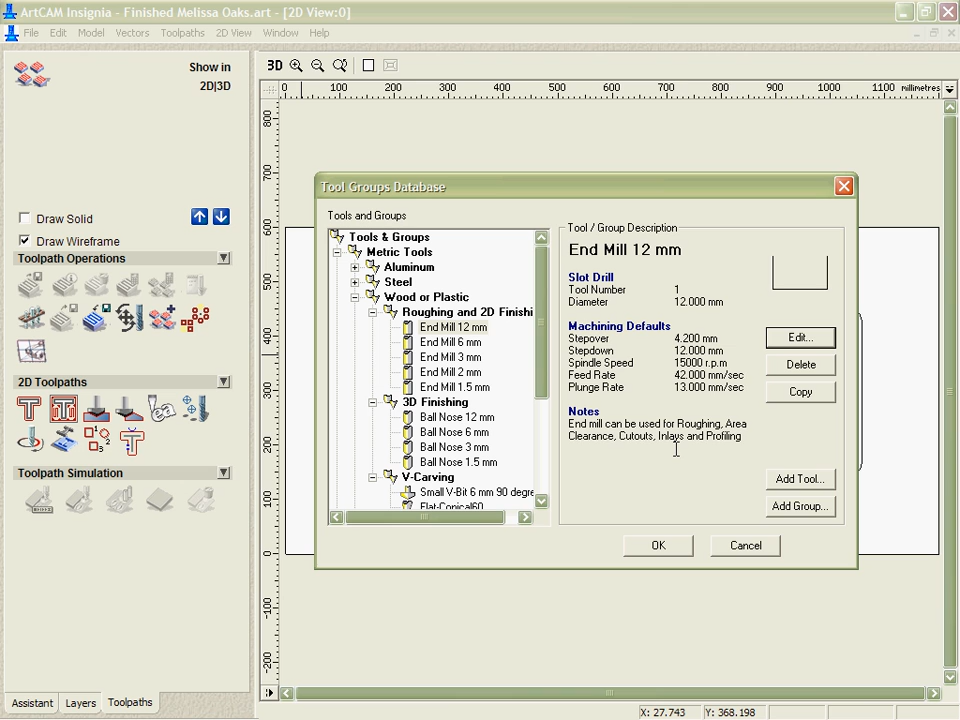 ArtCAM Insignia - Finished Melissa Oaks.art - [2D View:0]
File Edit Model Vectors Toolpaths 2D View Window Help
Show in
2D|3D
Draw Solid
Draw Wireframe
Toolpath Operations
2D Toolpaths
Toolpath Simulation
Assistant Layers Toolpaths
3D
0 100 200 300 400 500 600 700 800 900 1000 1100 millimetres
800
700
600
500
400
300
200
100
0
-100
-200
Tool Groups Database
Tools and Groups
Tools & Groups
Metric Tools
Aluminum
Steel
Wood or Plastic
Roughing and 2D Finishi
End Mill 12 mm
End Mill 6 mm
End Mill 3 mm
End Mill 2 mm
End Mill 1.5 mm
3D Finishing
Ball Nose 12 mm
Ball Nose 6 mm
Ball Nose 3 mm
Ball Nose 1.5 mm
V-Carving
Small V-Bit 6 mm 90 degre
Flat-Conical60
Tool / Group Description
End Mill 12 mm
Slot Drill
Tool Number 1
Diameter 12.000 mm
Machining Defaults
Stepover 4.200 mm
Stepdown 12.000 mm
Spindle Speed 15000 r.p.m
Feed Rate 42.000 mm/sec
Plunge Rate 13.000 mm/sec
Notes
End mill can be used for Roughing, Area
Clearance, Cutouts, Inlays and Profiling
Edit...
Delete
Copy
Add Tool...
Add Group...
OK Cancel
X: 27.743 Y: 368.198